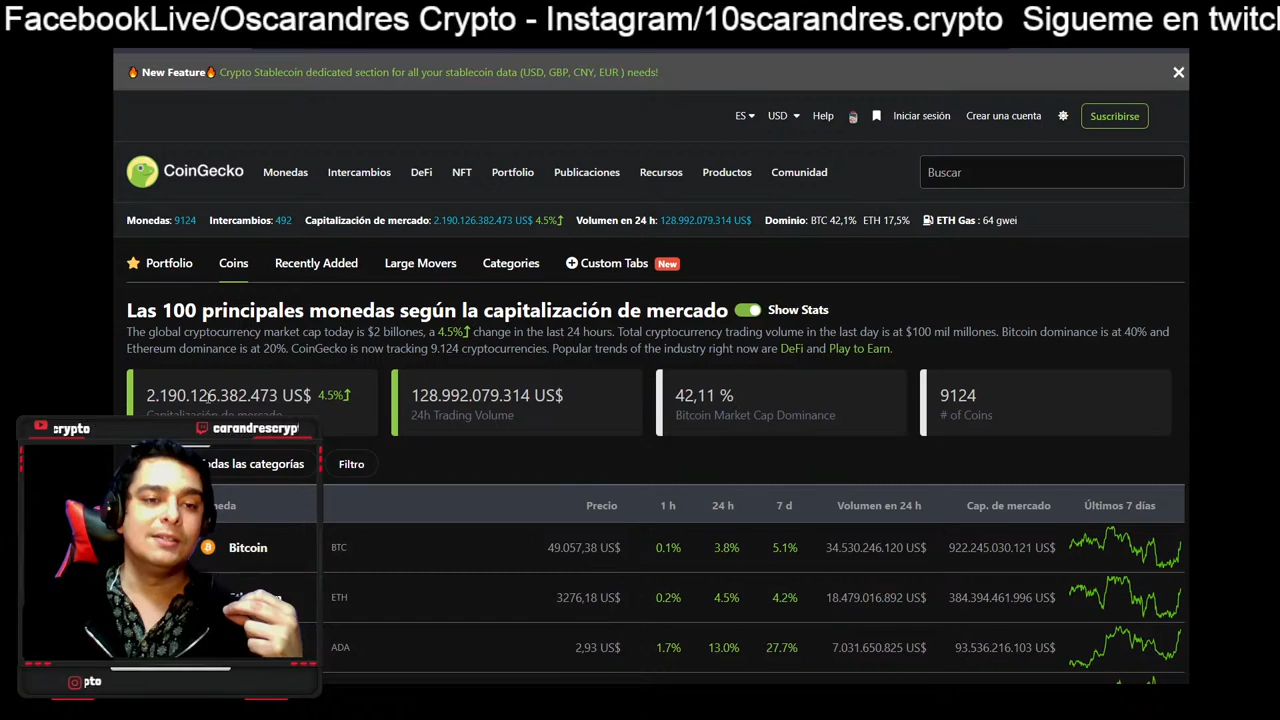 FacebookLive/Oscarandres Crypto - Instagram/10scarandres.crypto Sigueme en twitch
🔥 New Feature🔥 Crypto Stablecoin dedicated section for all your stablecoin data (USD, GBP, CNY, EUR ) needs!
ES USD Help Iniciar sesión Crear una cuenta Suscribirse
CoinGecko Monedas Intercambios DeFi NFT Portfolio Publicaciones Recursos Productos Comunidad Buscar
Monedas: 9124 Intercambios: 492 Capitalización de mercado: 2.190.126.382.473 US$ 4.5% Volumen en 24 h: 128.992.079.314 US$ Dominio: BTC 42,1% ETH 17,5% ETH Gas : 64 gwei
Portfolio Coins Recently Added Large Movers Categories Custom Tabs New
Las 100 principales monedas según la capitalización de mercado Show Stats
The global cryptocurrency market cap today is $2 billones, a 4.5% change in the last 24 hours. Total cryptocurrency trading volume in the last day is at $100 mil millones. Bitcoin dominance is at 40% and
Ethereum dominance is at 20%. CoinGecko is now tracking 9.124 cryptocurrencies. Popular trends of the industry right now are DeFi and Play to Earn.
2.190.126.382.473 US$ 4.5% 128.992.079.314 US$ 42,11 % 9124
Capitalización de mercado 24h Trading Volume Bitcoin Market Cap Dominance # of Coins
crypto carandrescryp
odas las categorías Filtro
neda Precio 1 h 24 h 7 d Volumen en 24 h Cap. de mercado Últimos 7 días
Bitcoin BTC 49.057,38 US$ 0.1% 3.8% 5.1% 34.530.246.120 US$ 922.245.030.121 US$
ETH 3276,18 US$ 0.2% 4.5% 4.2% 18.479.016.892 US$ 384.394.461.996 US$
ADA 2,93 US$ 1.7% 13.0% 27.7% 7.031.650.825 US$ 93.536.216.103 US$
pto